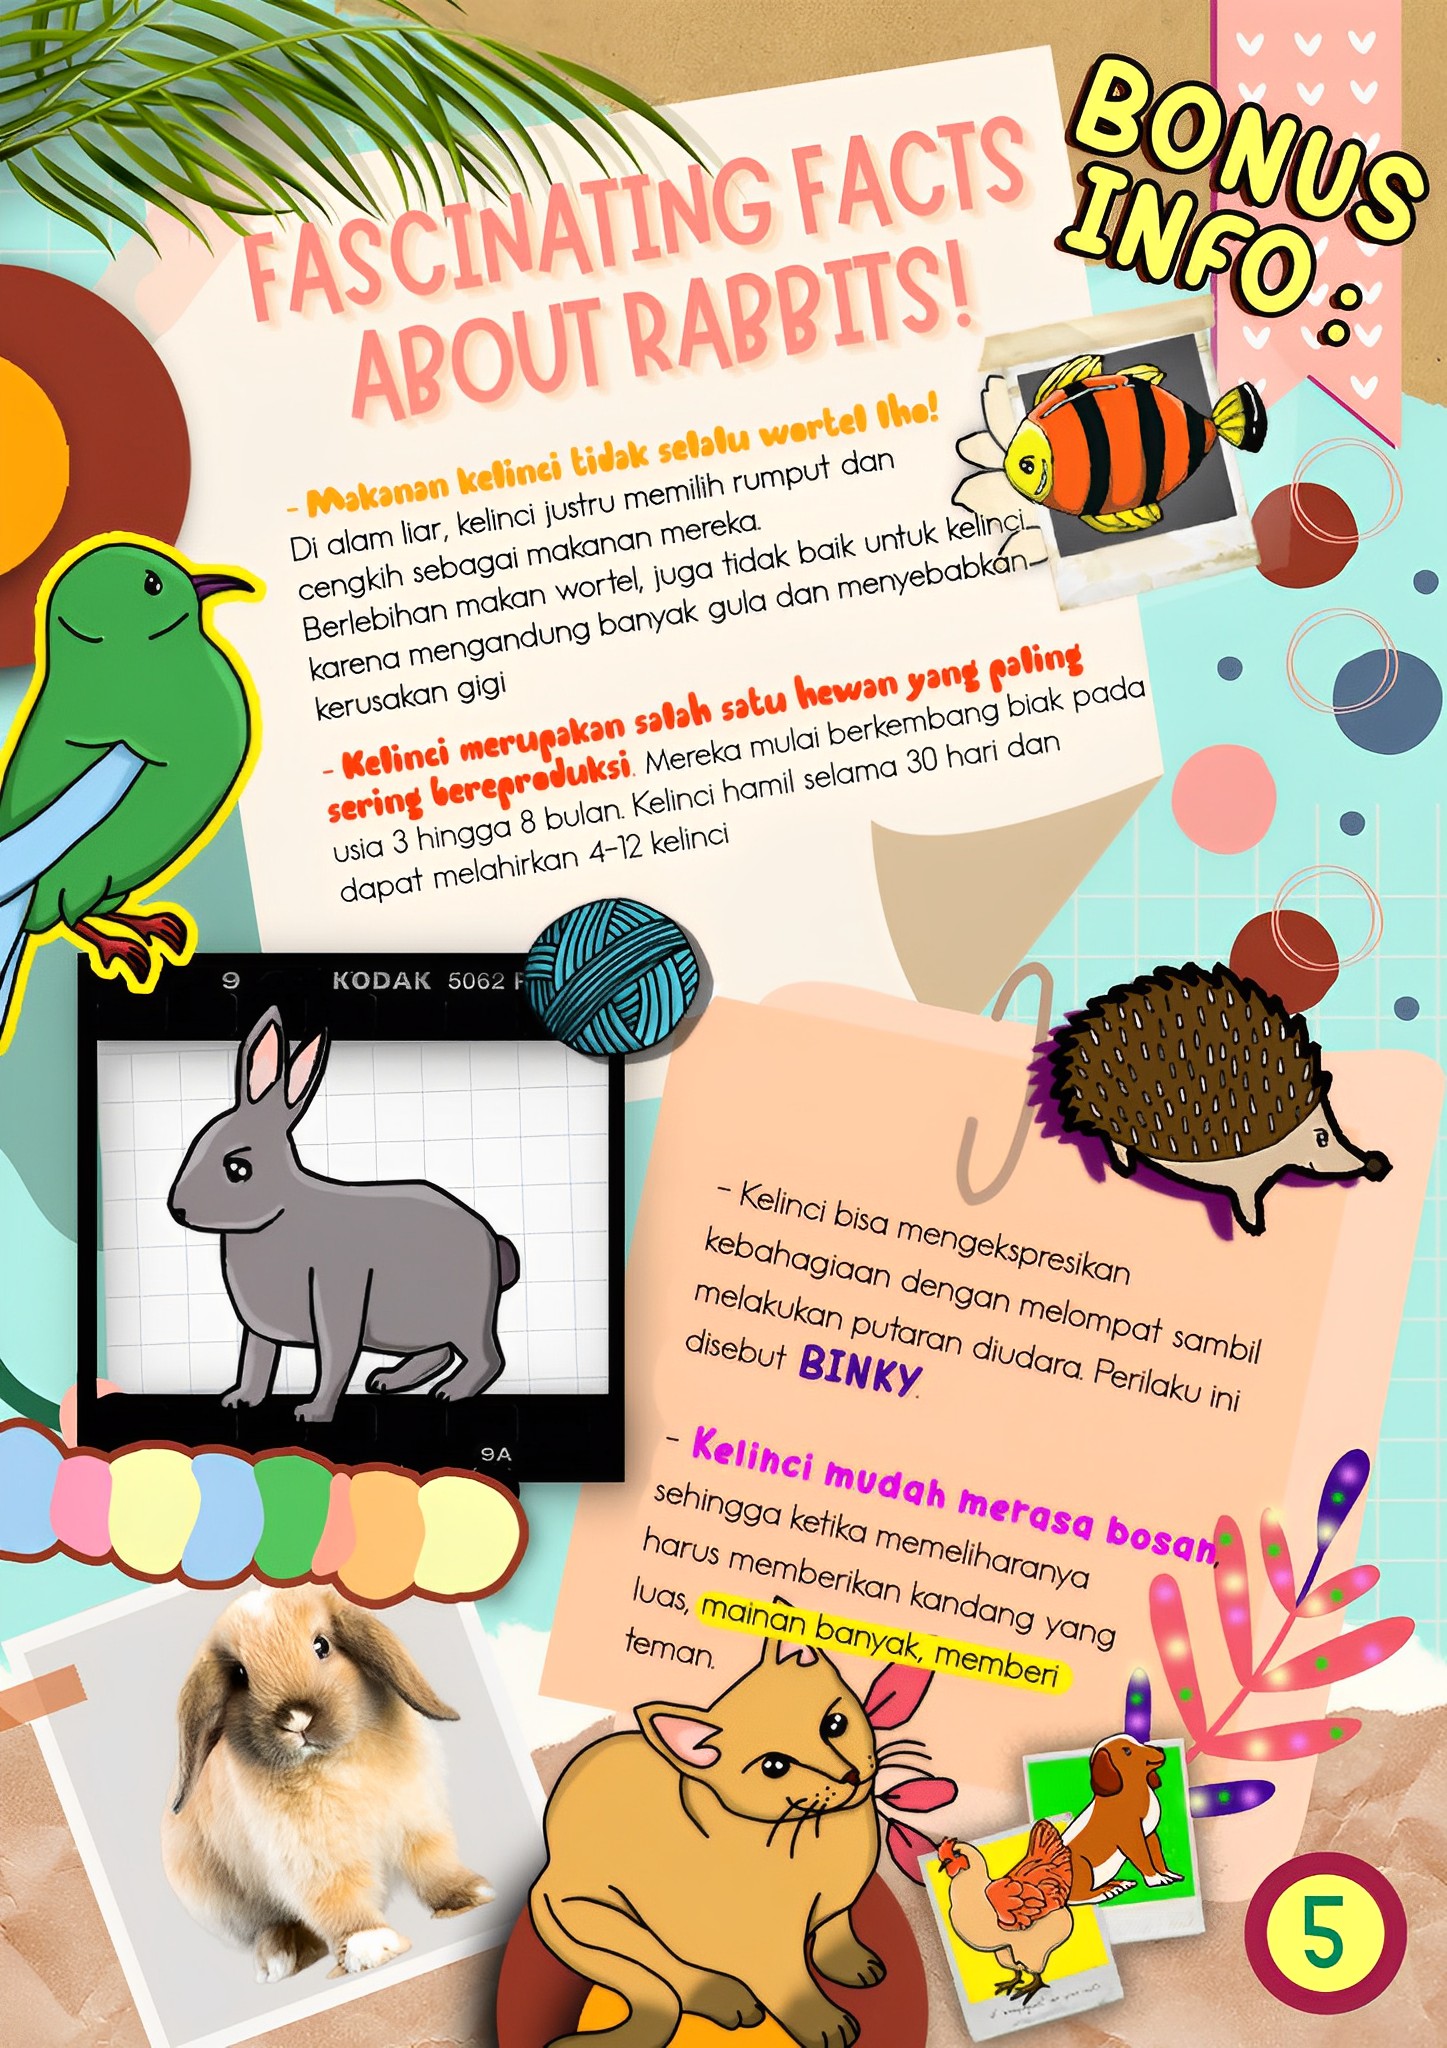 BONUS
INFO :
FASCINATING FACTS
ABOUT RABBITS!
- Makanan kelinci tidak selalu wortel lho!
Di alam liar, kelinci justru memilih rumput dan
cengkih sebagai makanan mereka.
Berlebihan makan wortel, juga tidak baik untuk kelinci
karena mengandung banyak gula dan menyebabkan
kerusakan gigi
- Kelinci merupakan salah satu hewan yang paling
sering bereproduksi. Mereka mulai berkembang biak pada
usia 3 hingga 8 bulan. Kelinci hamil selama 30 hari dan
dapat melahirkan 4-12 kelinci
9 KODAK 5062
9A
- Kelinci bisa mengekspresikan
kebahagiaan dengan melompat sambil
melakukan putaran diudara. Perilaku ini
disebut BINKY.
- Kelinci mudah merasa bosan,
sehingga ketika memeliharanya
harus memberikan kandang yang
luas, mainan banyak, memberi
teman.
5